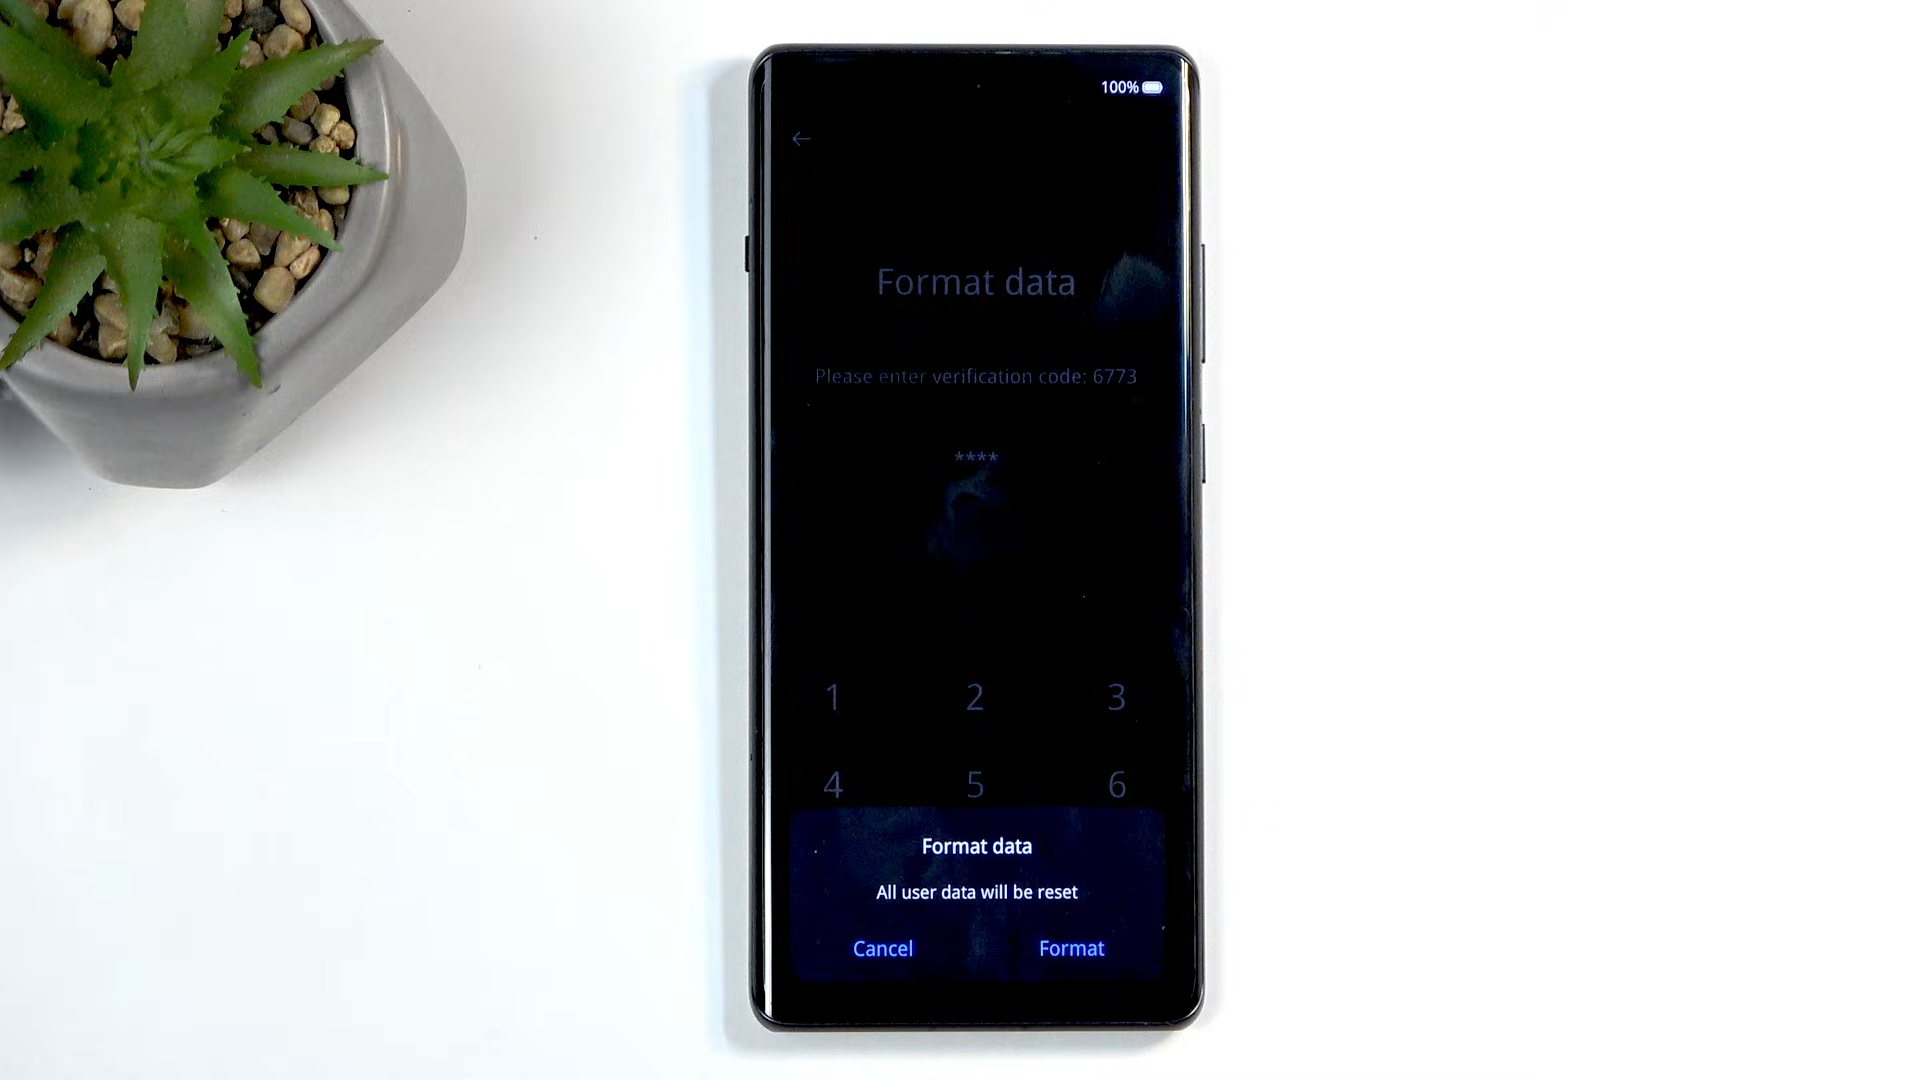 100%
Format data
Please enter verification code: 6773
****
1 2 3
4 5 6
Format data
All user data will be reset
Cancel Format